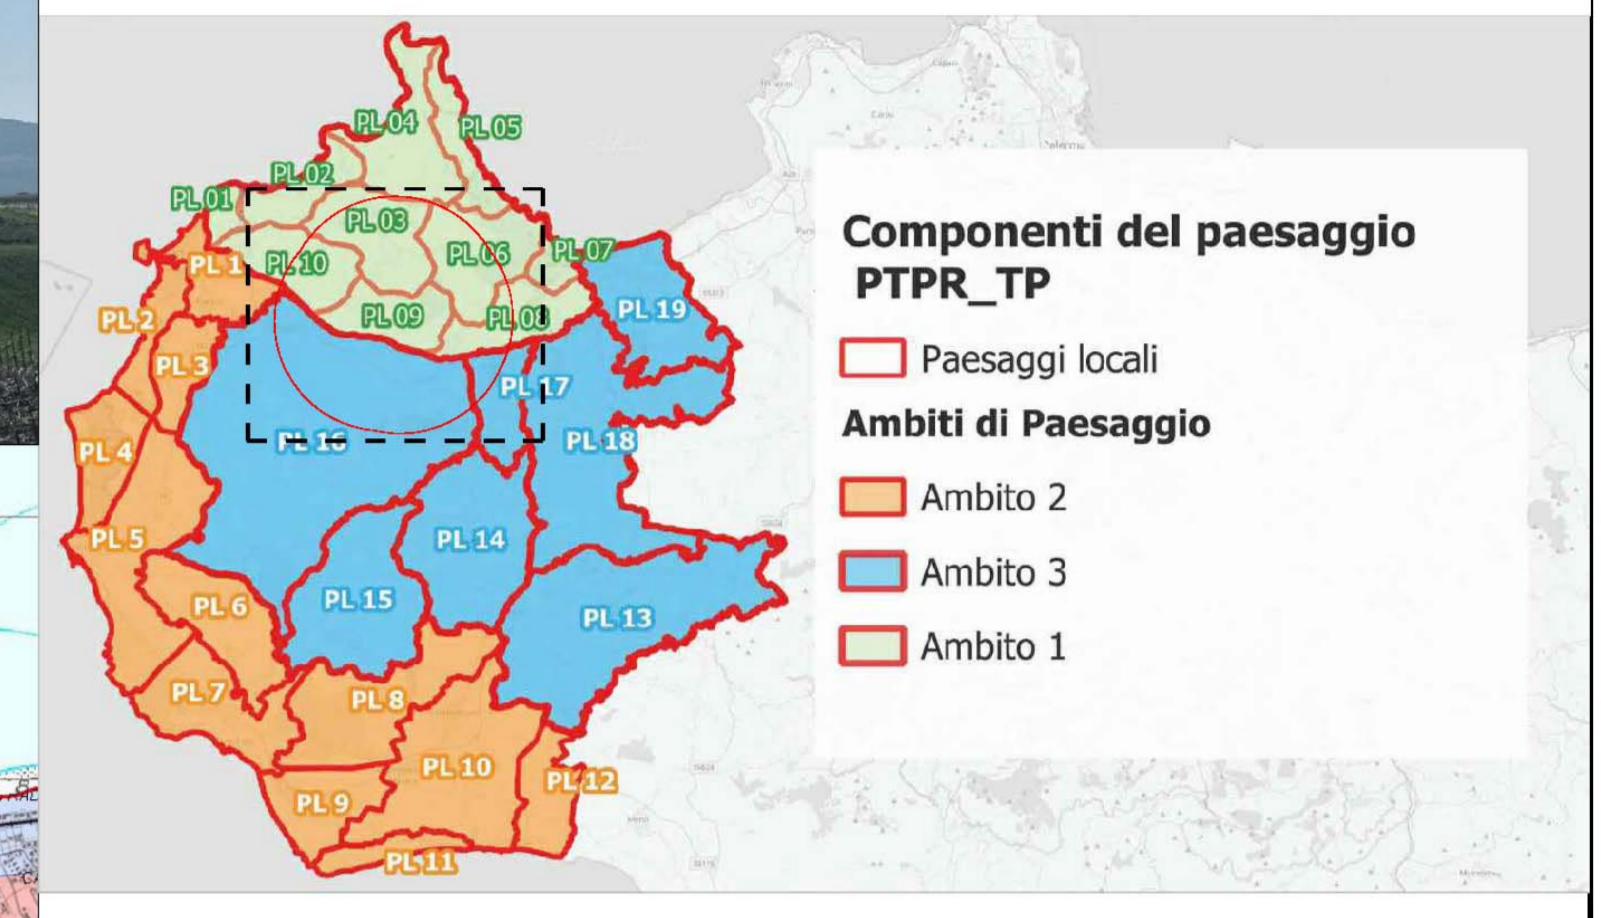 PL 04
PL 05
PL 02
PL 01
PL 03
PL 06
PL 07
PL 10
PL 1
PL 09
PL 08
PL 19
PL 2
PL 3
PL 17
PL 16
PL 18
PL 4
PL 5
PL 14
PL 15
PL 6
PL 13
PL 7
PL 8
PL 10
PL 12
PL 9
PL 11
Componenti del paesaggio
PTPR_TP
Paesaggi locali
Ambiti di Paesaggio
Ambito 2
Ambito 3
Ambito 1